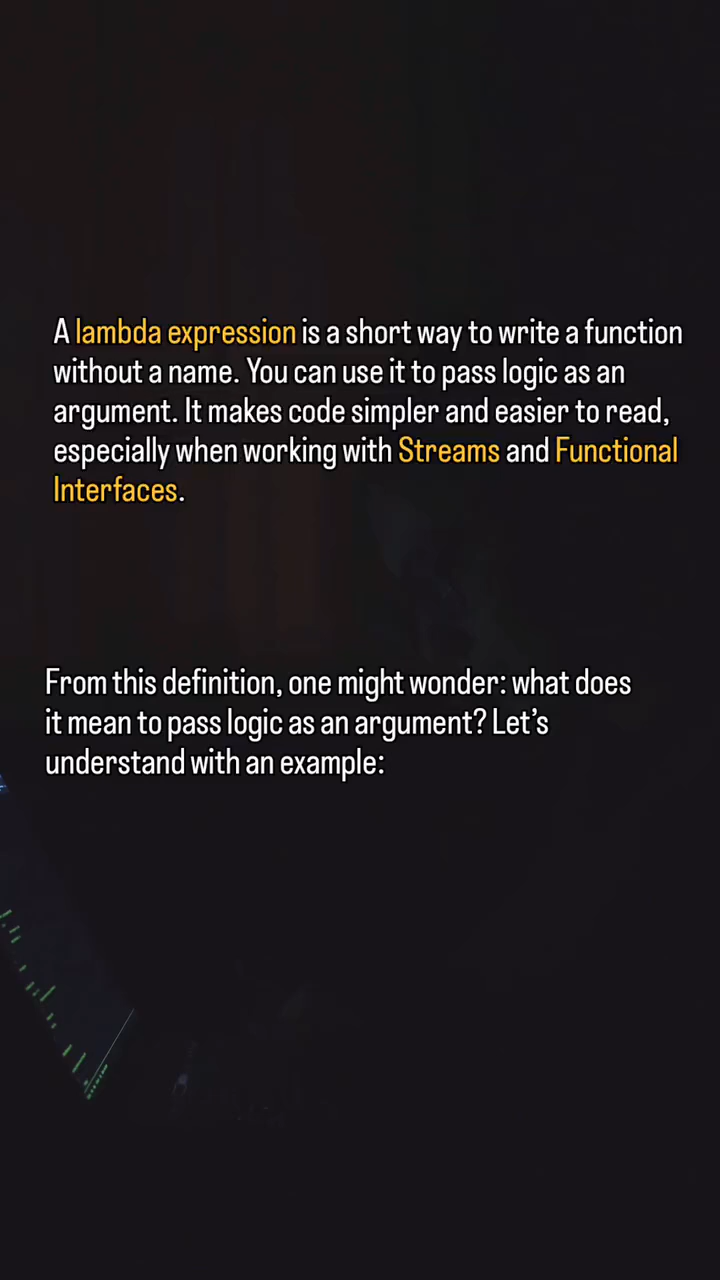 A lambda expression is a short way to write a function
without a name. You can use it to pass logic as an
argument. It makes code simpler and easier to read,
especially when working with Streams and Functional
Interfaces.
From this definition, one might wonder: what does
it mean to pass logic as an argument? Let’s
understand with an example: